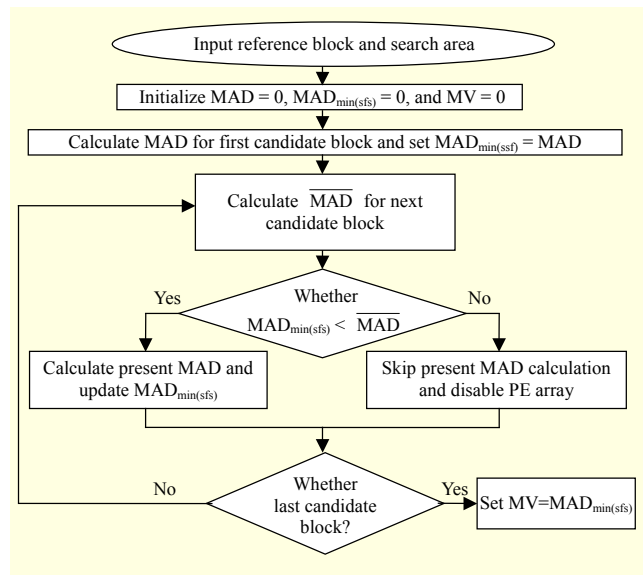 Input reference block and search area
Initialize MAD = 0, MADmin(sfs) = 0, and MV = 0
Calculate MAD for first candidate block and set MADmin(ssf) = MAD
Calculate M̅A̅D̅ for next
candidate block
Whether
MADmin(sfs) < M̅A̅D̅
Yes
No
Calculate present MAD and
update MADmin(sfs)
Skip present MAD calculation
and disable PE array
Whether
last candidate
block?
No
Yes
Set MV=MADmin(sfs)